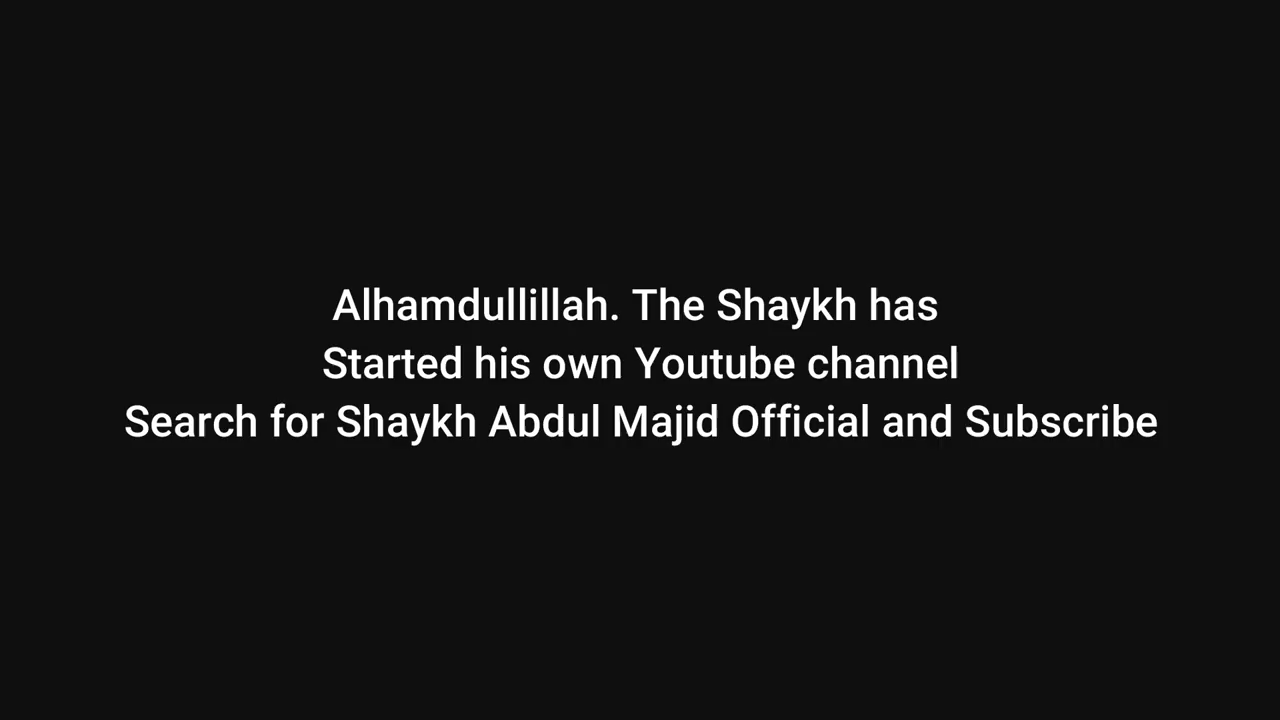 Alhamdullillah. The Shaykh has
Started his own Youtube channel
Search for Shaykh Abdul Majid Official and Subscribe